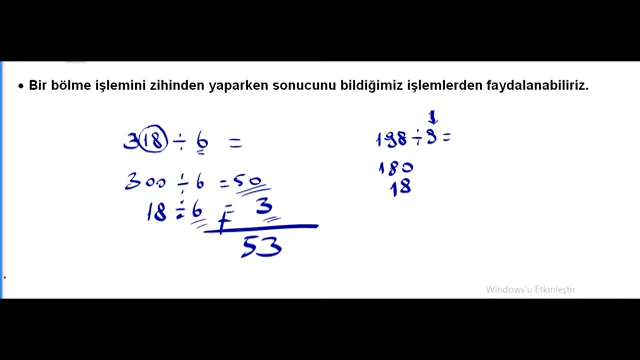 • Bir bölme işlemini zihinden yaparken sonucunu bildiğimiz işlemlerden faydalanabiliriz.
318 ÷ 6 =
300 ÷ 6 = 50
18 ÷ 6 = 3
+
53
198 ÷ 9 =
180
18
Windows'u Etkinleştir